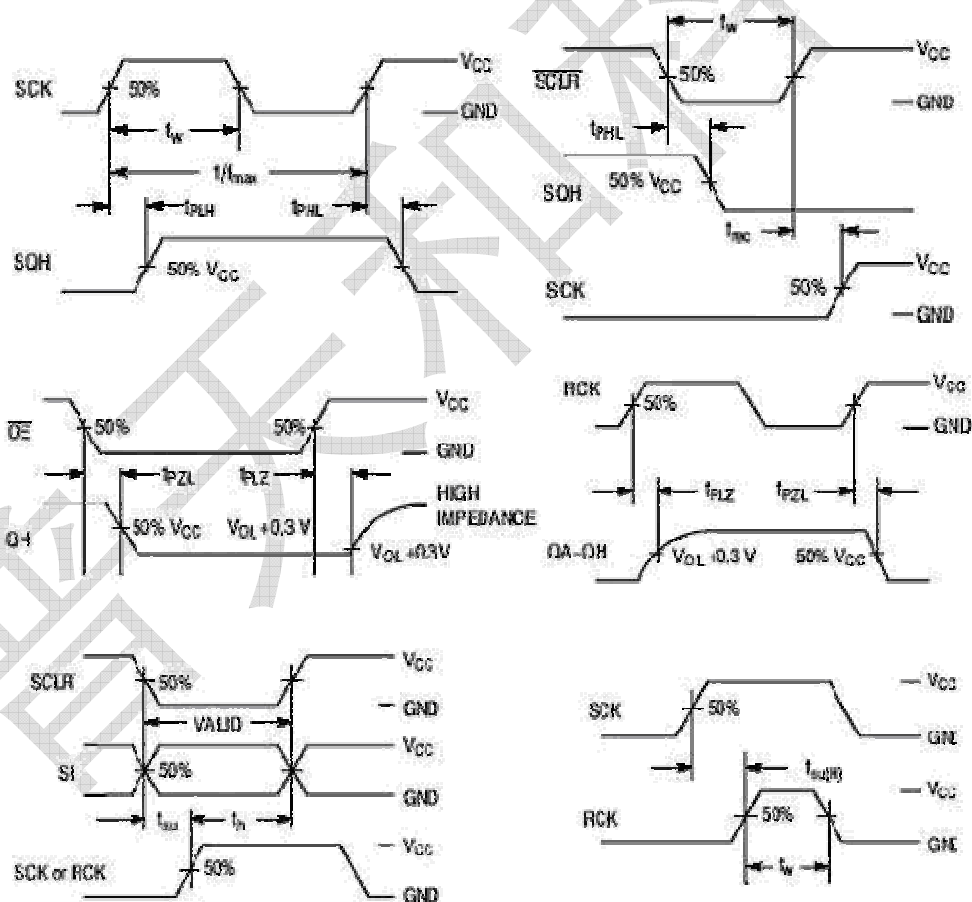 SCK
50%
VCC
GND
tw
1/fmax
tPLH
tPHL
SQH
50% VCC
tw
SCLR
50%
VCC
GND
tPHL
SQH
50% VCC
trec
SCK
50%
VCC
GND
OE
50%
50%
VCC
GND
tPZL
tPLZ
HIGH
IMPEDANCE
QH
50% VCC
VOL +0.3 V
VOL +0.3V
RCK
50%
VCC
GND
tPLZ
tPZL
QA-QH
VOL +0.3 V
50% VCC
SCLR
50%
VCC
GND
VALID
SI
50%
VCC
GND
tsu
th
SCK or RCK
50%
VCC
GND
SCK
50%
VCC
GND
tsu(R)
RCK
50%
VCC
GND
tw